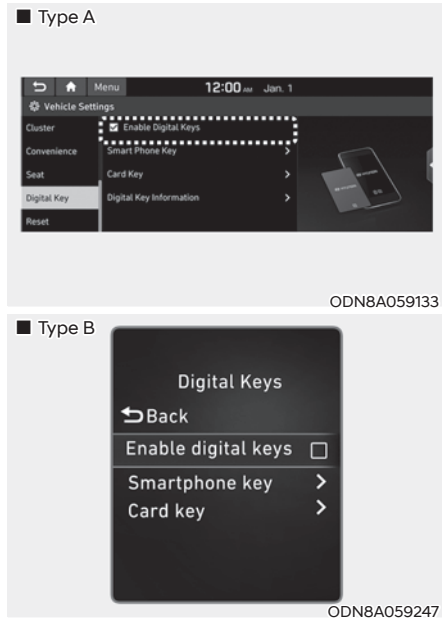 ■ Type A
Menu 12:00 AM Jan. 1
Vehicle Settings
Cluster
Enable Digital Keys
Convenience
Smart Phone Key
Seat
Card Key
Digital Key
Digital Key Information
Reset
ODN8A059133
■ Type B
Digital Keys
Back
Enable digital keys
Smartphone key
Card key
ODN8A059247